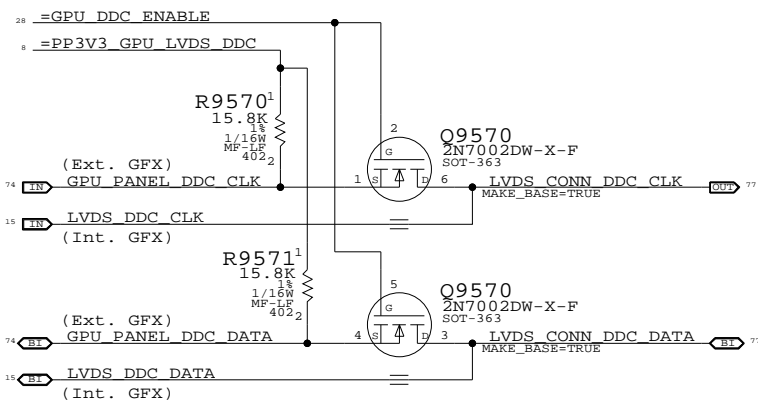 28 =GPU_DDC_ENABLE
8 =PP3V3_GPU_LVDS_DDC
R9570 1
15.8K
1%
1/16W
MF-LF
402 2
2
G
Q9570
2N7002DW-X-F
SOT-363
(Ext. GFX)
74 IN GPU_PANEL_DDC_CLK 1 S D 6 LVDS_CONN_DDC_CLK OUT 77
MAKE_BASE=TRUE
15 IN LVDS_DDC_CLK
(Int. GFX)
R9571 1
15.8K
1%
1/16W
MF-LF
402 2
5
G
Q9570
2N7002DW-X-F
SOT-363
(Ext. GFX)
74 BI GPU_PANEL_DDC_DATA 4 S D 3 LVDS_CONN_DDC_DATA BI 77
MAKE_BASE=TRUE
15 BI LVDS_DDC_DATA
(Int. GFX)